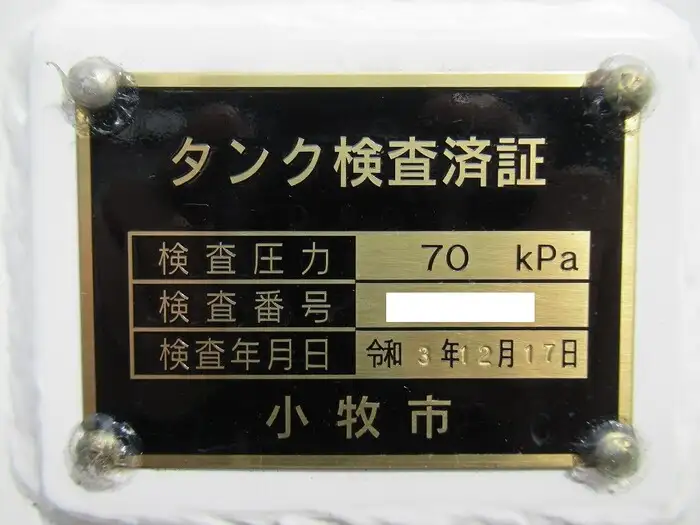 タンク検査済証
検査圧力 70 kPa
検査番号
検査年月日 令和 3年12月17日
小牧市